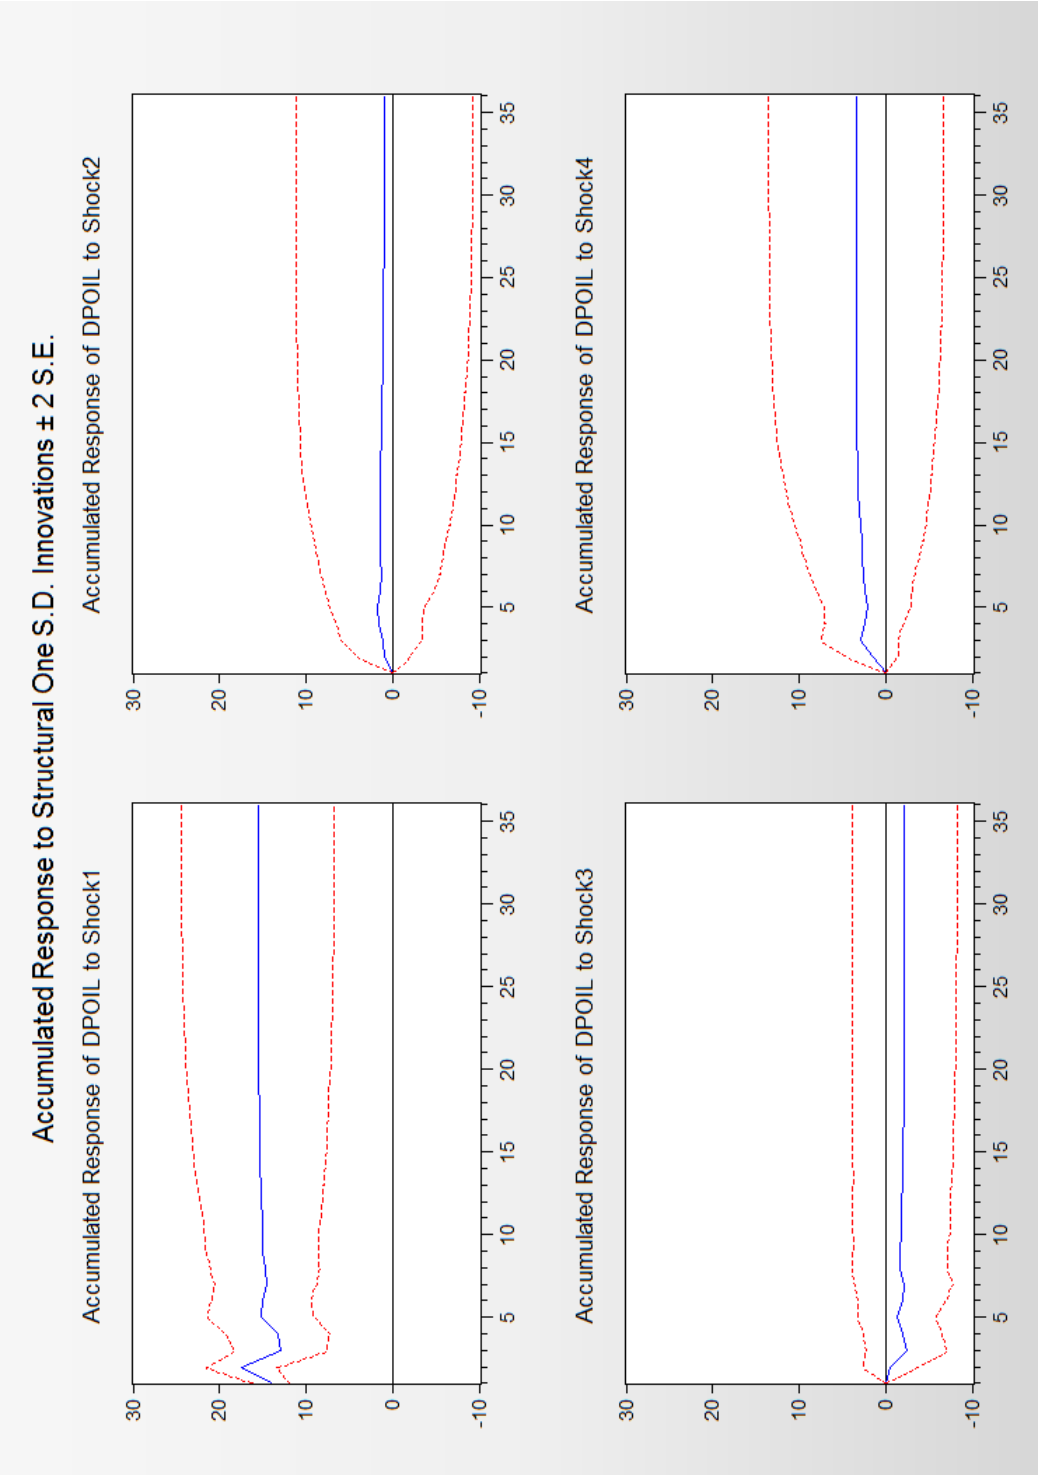 Accumulated Response to Structural One S.D. Innovations ± 2 S.E.
Accumulated Response of DPOIL to Shock1
30
20
10
0
-10
5 10 15 20 25 30 35
Accumulated Response of DPOIL to Shock2
30
20
10
0
-10
5 10 15 20 25 30 35
Accumulated Response of DPOIL to Shock3
30
20
10
0
-10
5 10 15 20 25 30 35
Accumulated Response of DPOIL to Shock4
30
20
10
0
-10
5 10 15 20 25 30 35